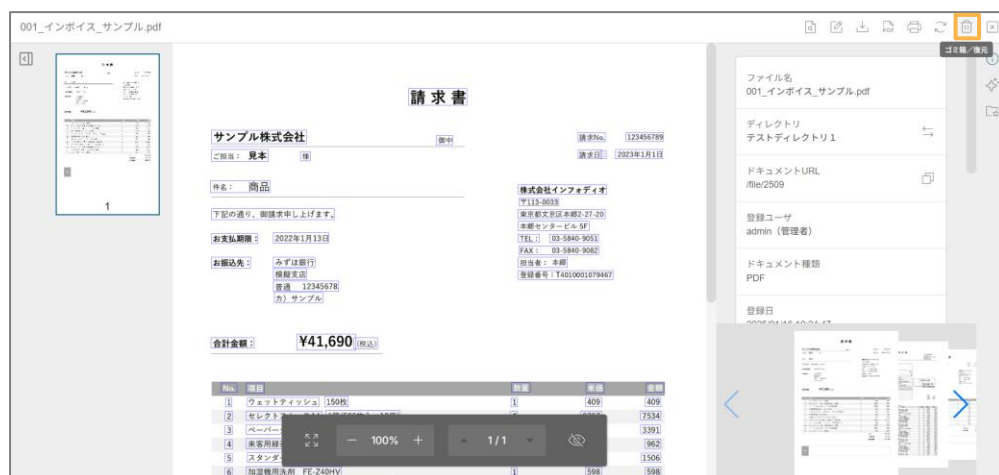 001_インボイス_サンプル.pdf
PDF
ゴミ箱／復元
1
請求書
サンプル株式会社 御中
請求No. 123456789
ご担当： 見本 様
請求日 2023年1月1日
件名： 商品
株式会社インフォディオ
〒113-0033
下記の通り、御請求申し上げます。
東京都文京区本郷2-27-20
本郷センタービル 5F
お支払期限： 2022年1月13日
TEL： 03-5840-9051
FAX： 03-5840-9082
お振込先： みずほ銀行
担当者： 本郷
模擬支店
登録番号：T4010001079467
普通 12345678
カ）サンプル
合計金額： ¥41,690 (税込)
No. 項目 数量 単価 金額
1 ウェットティッシュ 150枚 1 409 409
2 セレクト 7534
3 ペーパー 3391
4 来客用緑 962
5 スタンダ 1506
6 加湿機用洗剤 FE-Z40HV 1 598 598
100%
1/1
ファイル名
001_インボイス_サンプル.pdf
ディレクトリ
テストディレクトリ１
ドキュメントURL
/file/2509
登録ユーザ
admin（管理者）
ドキュメント種類
PDF
登録日